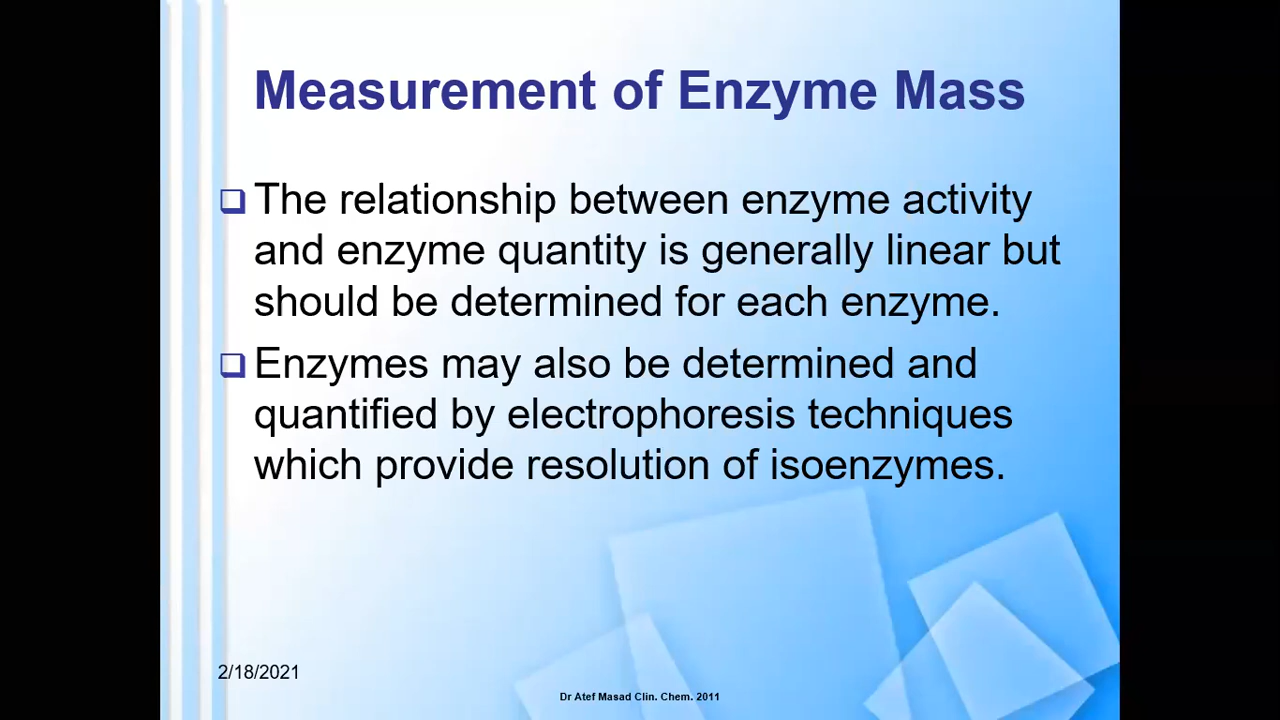 Measurement of Enzyme Mass
The relationship between enzyme activity
and enzyme quantity is generally linear but
should be determined for each enzyme.
Enzymes may also be determined and
quantified by electrophoresis techniques
which provide resolution of isoenzymes.
2/18/2021
Dr Atef Masad Clin. Chem. 2011